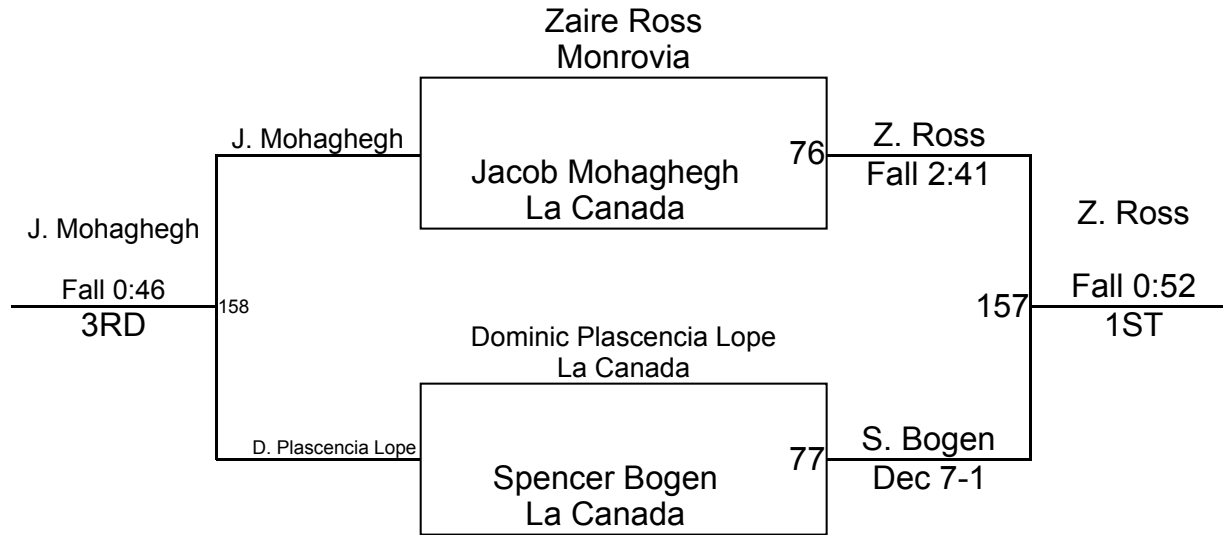 Zaire Ross
Monrovia
J. Mohaghegh
76
Z. Ross
Jacob Mohaghegh
La Canada
Fall 2:41
J. Mohaghegh
Z. Ross
Fall 0:46
158
3RD
157
Fall 0:52
1ST
Dominic Plascencia Lope
La Canada
D. Plascencia Lope
77
S. Bogen
Spencer Bogen
La Canada
Dec 7-1